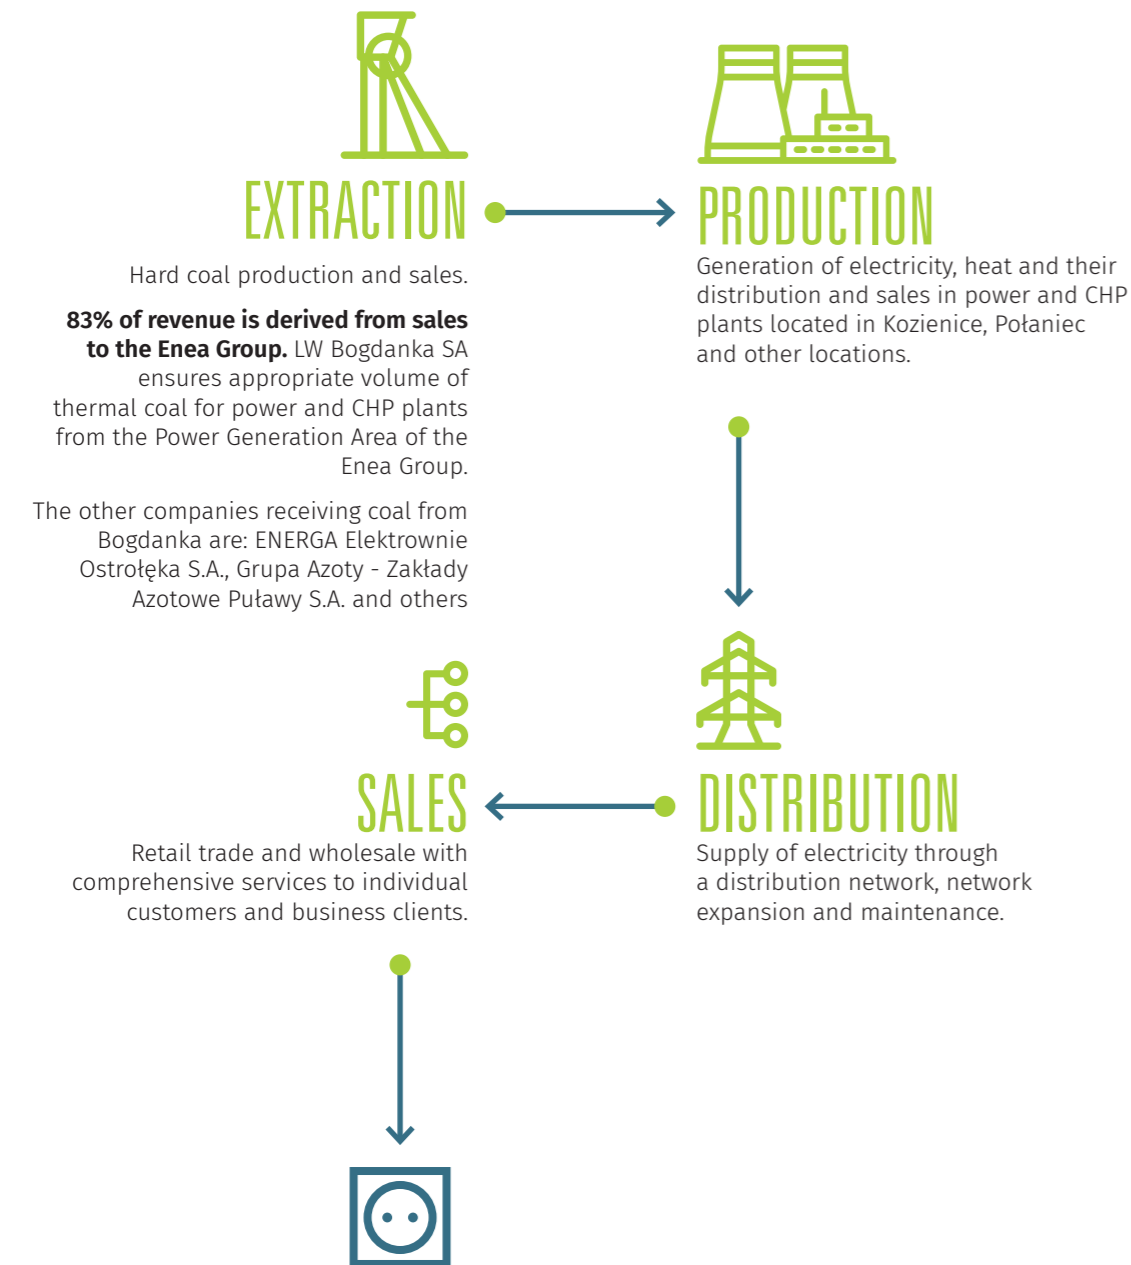 EXTRACTION
Hard coal production and sales.
83% of revenue is derived from sales
to the Enea Group. LW Bogdanka SA
ensures appropriate volume of
thermal coal for power and CHP plants
from the Power Generation Area of the
Enea Group.
The other companies receiving coal from
Bogdanka are: ENERGA Elektrownie
Ostrołęka S.A., Grupa Azoty - Zakłady
Azotowe Puławy S.A. and others
PRODUCTION
Generation of electricity, heat and their
distribution and sales in power and CHP
plants located in Kozienice, Połaniec
and other locations.
DISTRIBUTION
Supply of electricity through
a distribution network, network
expansion and maintenance.
SALES
Retail trade and wholesale with
comprehensive services to individual
customers and business clients.